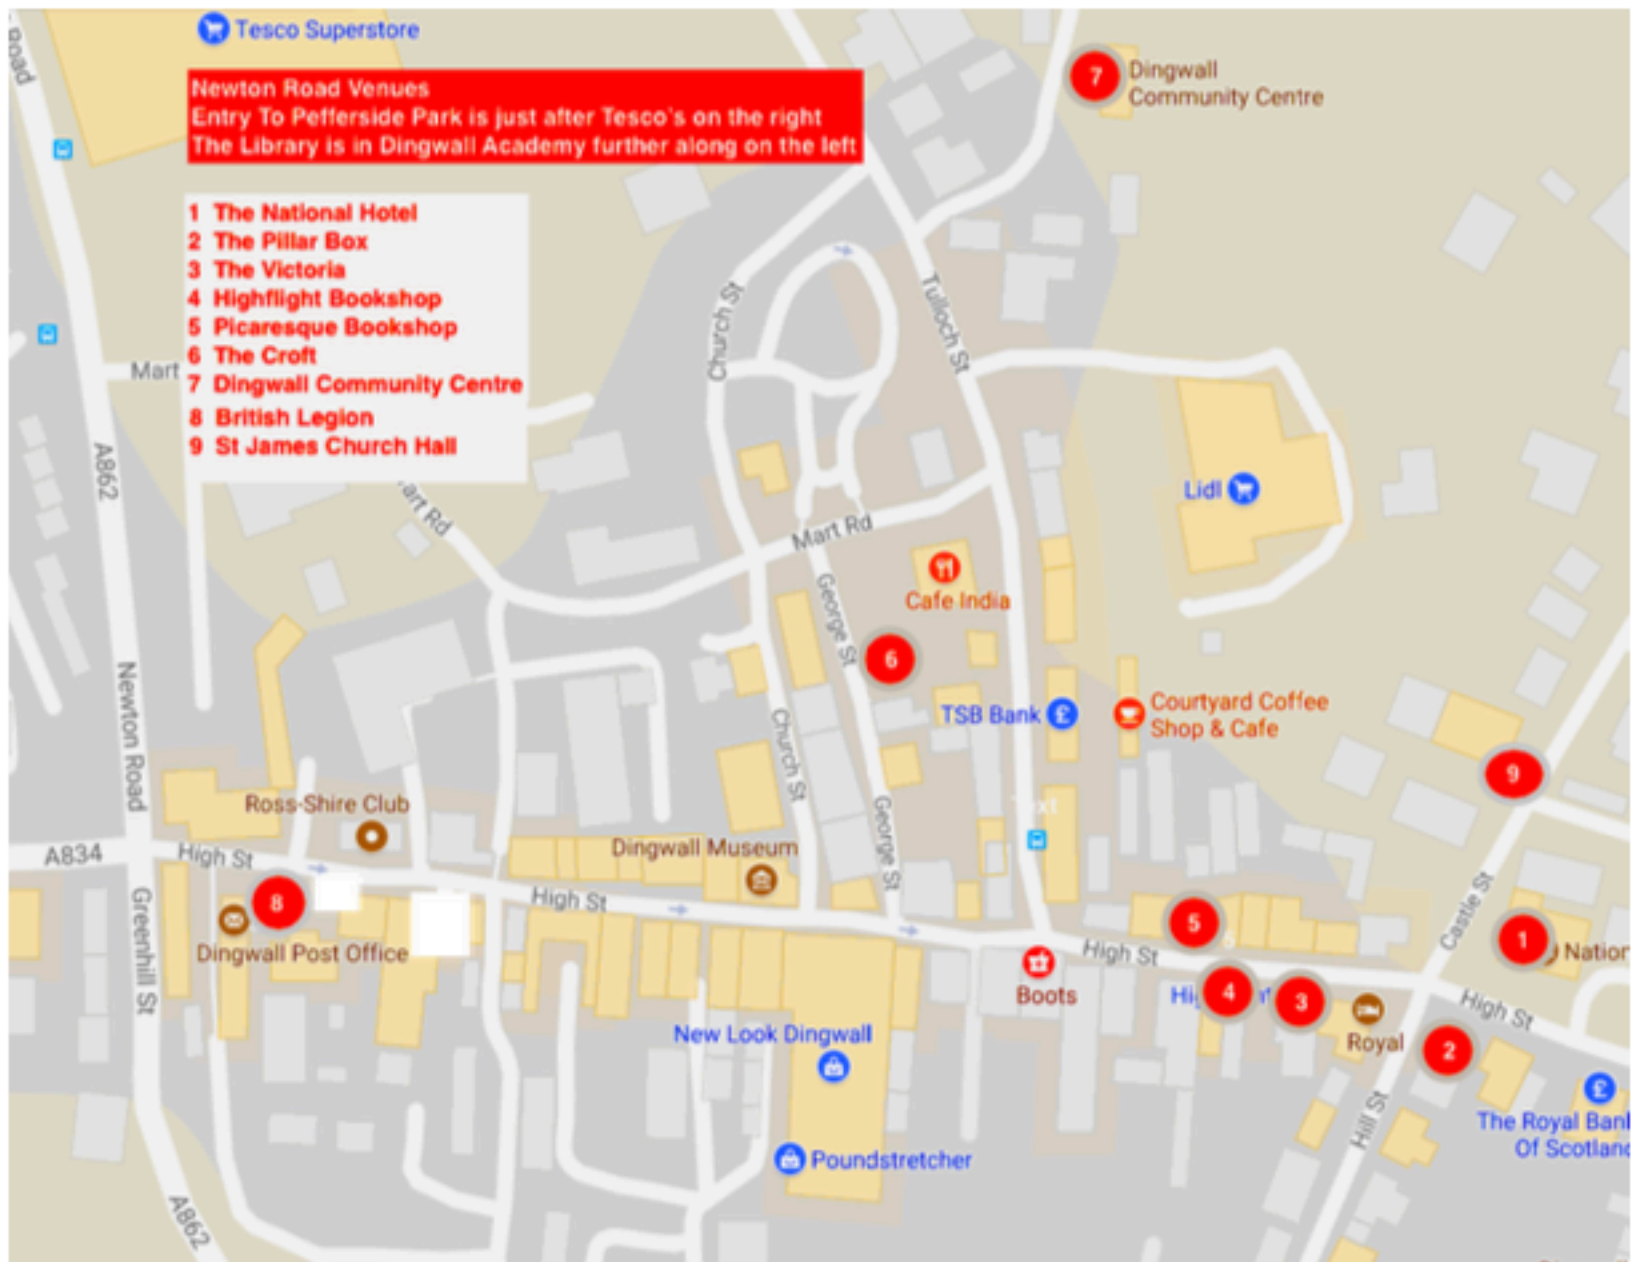 Road
Tesco Superstore
Newton Road Venues
Entry To Pefferside Park is just after Tesco's on the right
The Library is in Dingwall Academy further along on the left
7
Dingwall
Community Centre
1 The National Hotel
2 The Pillar Box
3 The Victoria
4 Highflight Bookshop
5 Picaresque Bookshop
6 The Croft
7 Dingwall Community Centre
8 British Legion
9 St James Church Hall
Mart
art Rd
A862
Church St
Tulloch St
Lidl
Mart Rd
Cafe India
George St
6
TSB Bank £
Courtyard Coffee
Shop & Cafe
9
Newton Road
Church St
George St
Ross-Shire Club
Dingwall Museum
A834
High St
8
Dingwall Post Office
Greenhill St
High St
5
High St
Boots
4
3
Royal
Castle St
1
Nation
High St
2
New Look Dingwall
Poundstretcher
Hill St
£
The Royal Bank
Of Scotland
A862